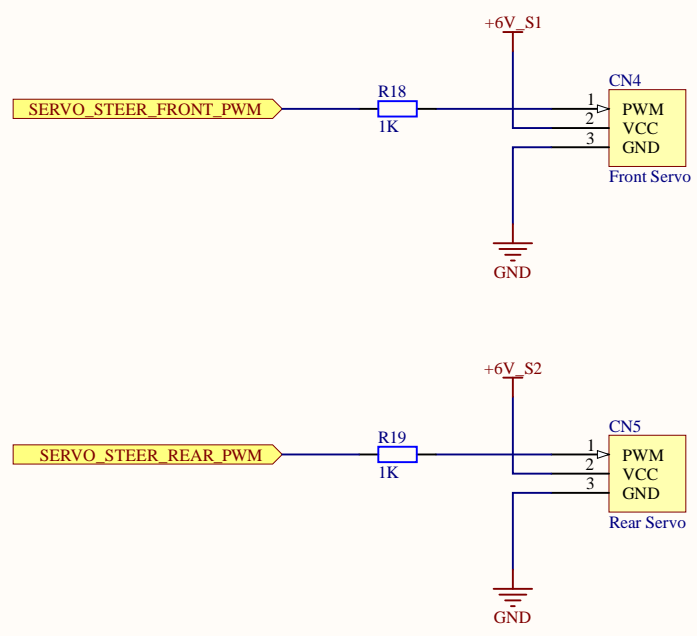 +6V_S1
CN4
R18
SERVO_STEER_FRONT_PWM
1K
1 PWM
2 VCC
3 GND
Front Servo
GND
+6V_S2
CN5
R19
SERVO_STEER_REAR_PWM
1K
1 PWM
2 VCC
3 GND
Rear Servo
GND